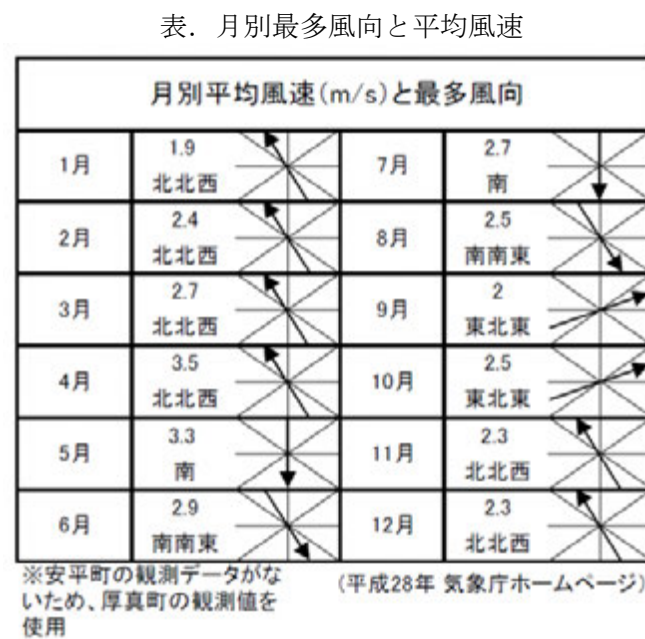 表．月別最多風向と平均風速
月別平均風速(m/s)と最多風向
1月 1.9 北北西 7月 2.7 南
2月 2.4 北北西 8月 2.5 南南東
3月 2.7 北北西 9月 2 東北東
4月 3.5 北北西 10月 2.5 東北東
5月 3.3 南 11月 2.3 北北西
6月 2.9 南南東 12月 2.3 北北西
※安平町の観測データがな
いため、厚真町の観測値を
使用
(平成28年 気象庁ホームページ)